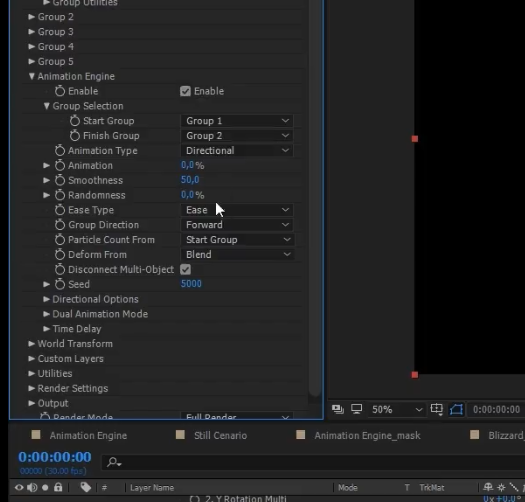 Group Utilities
Group 2
Group 3
Group 4
Group 5
Animation Engine
Enable Enable
Group Selection
Start Group Group 1
Finish Group Group 2
Animation Type Directional
Animation 0,0%
Smoothness 50,0
Randomness 0,0%
Ease Type Ease
Group Direction Forward
Particle Count From Start Group
Deform From Blend
Disconnect Multi-Object
Seed 5000
Directional Options
Dual Animation Mode
Time Delay
World Transform
Custom Layers
Utilities
Render Settings
Output
Render Mode Full Render
50% 0:00:00:00
Animation Engine Still Cenario Animation Engine_mask Blizzard_
0:00:00:00
00000 (30.00 fps)
# Layer Name Mode T TrkMat
2. Y Rotation Multi 0x+0,0°